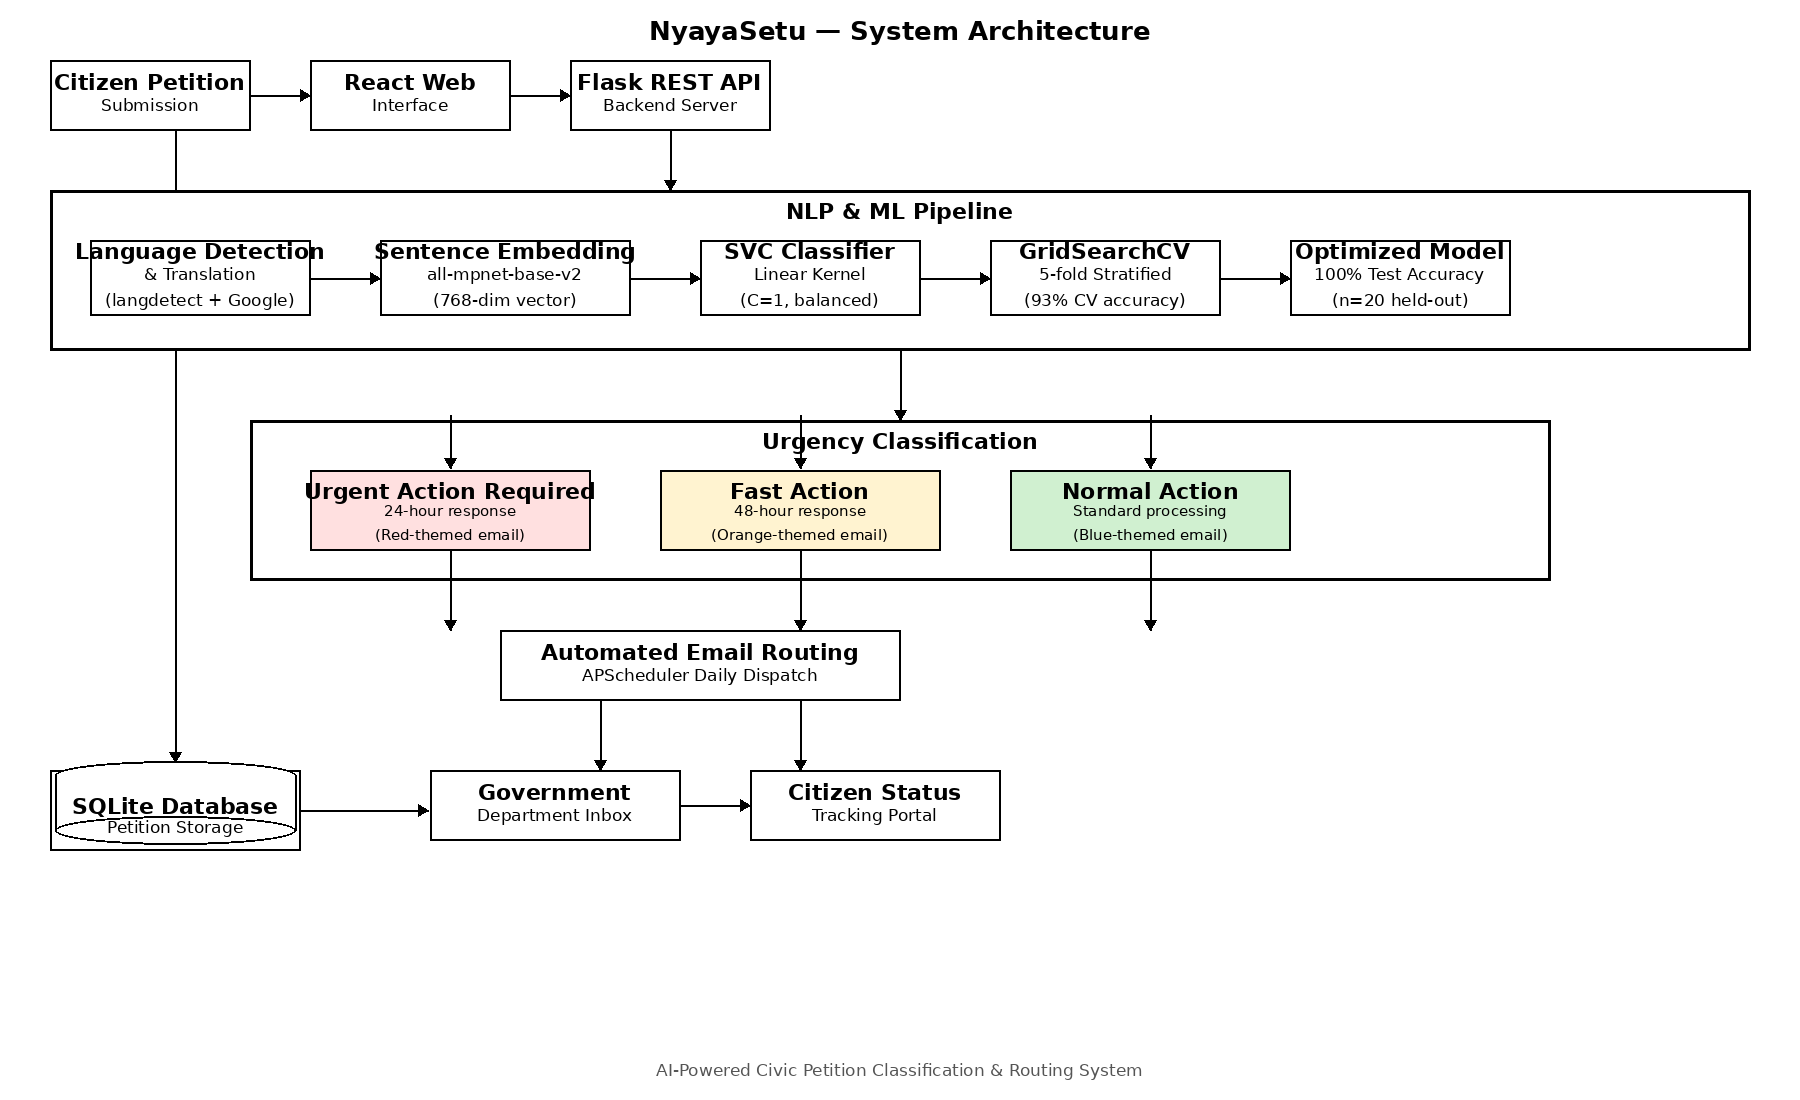 NyayaSetu — System Architecture
Citizen Petition
Submission
React Web
Interface
Flask REST API
Backend Server
NLP & ML Pipeline
Language Detection
& Translation
(langdetect + Google)
Sentence Embedding
all-mpnet-base-v2
(768-dim vector)
SVC Classifier
Linear Kernel
(C=1, balanced)
GridSearchCV
5-fold Stratified
(93% CV accuracy)
Optimized Model
100% Test Accuracy
(n=20 held-out)
Urgency Classification
Urgent Action Required
24-hour response
(Red-themed email)
Fast Action
48-hour response
(Orange-themed email)
Normal Action
Standard processing
(Blue-themed email)
Automated Email Routing
APScheduler Daily Dispatch
SQLite Database
Petition Storage
Government
Department Inbox
Citizen Status
Tracking Portal
AI-Powered Civic Petition Classification & Routing System